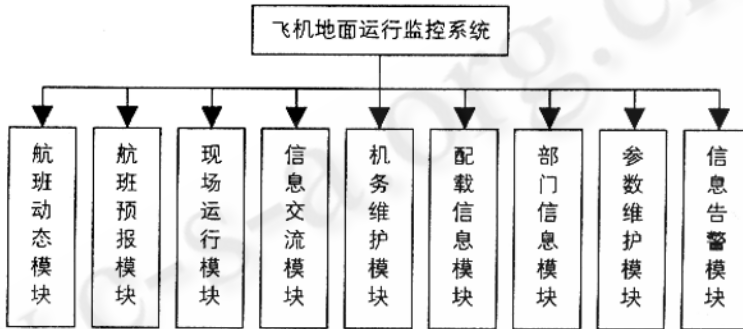 飞机地面运行监控系统
航班动态模块
航班预报模块
现场运行模块
信息交流模块
机务维护模块
配载信息模块
部门信息模块
参数维护模块
信息告警模块
c-s-a.org.cn